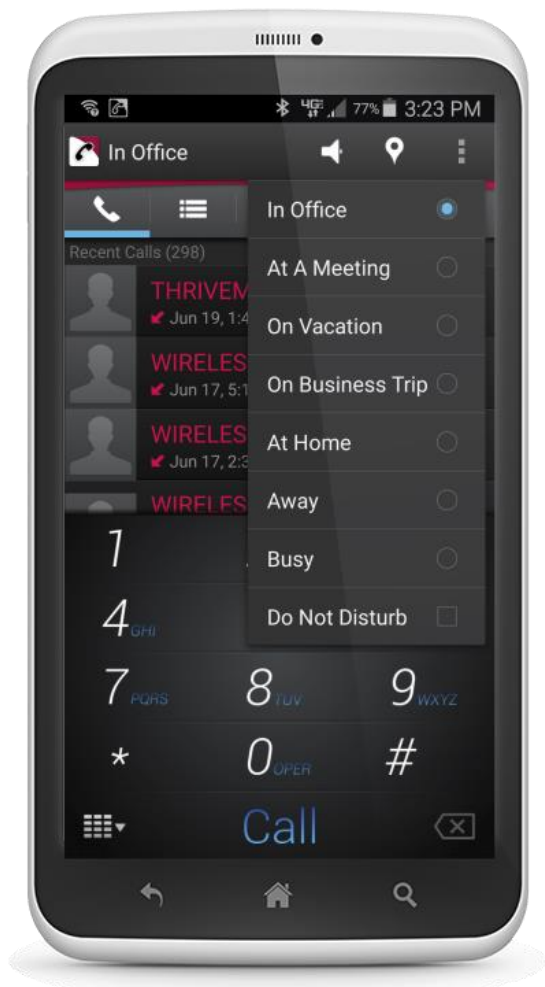 4G 77% 3:23 PM
In Office
In Office
At A Meeting
On Vacation
On Business Trip
At Home
Away
Busy
Do Not Disturb
Recent Calls (298)
THRIVEM
Jun 19, 1:4
WIRELES
Jun 17, 5:1
WIRELES
Jun 17, 2:3
WIRELES
1
4 GHI
7 PQRS 8 TUV 9 WXYZ
* 0 OPER #
Call